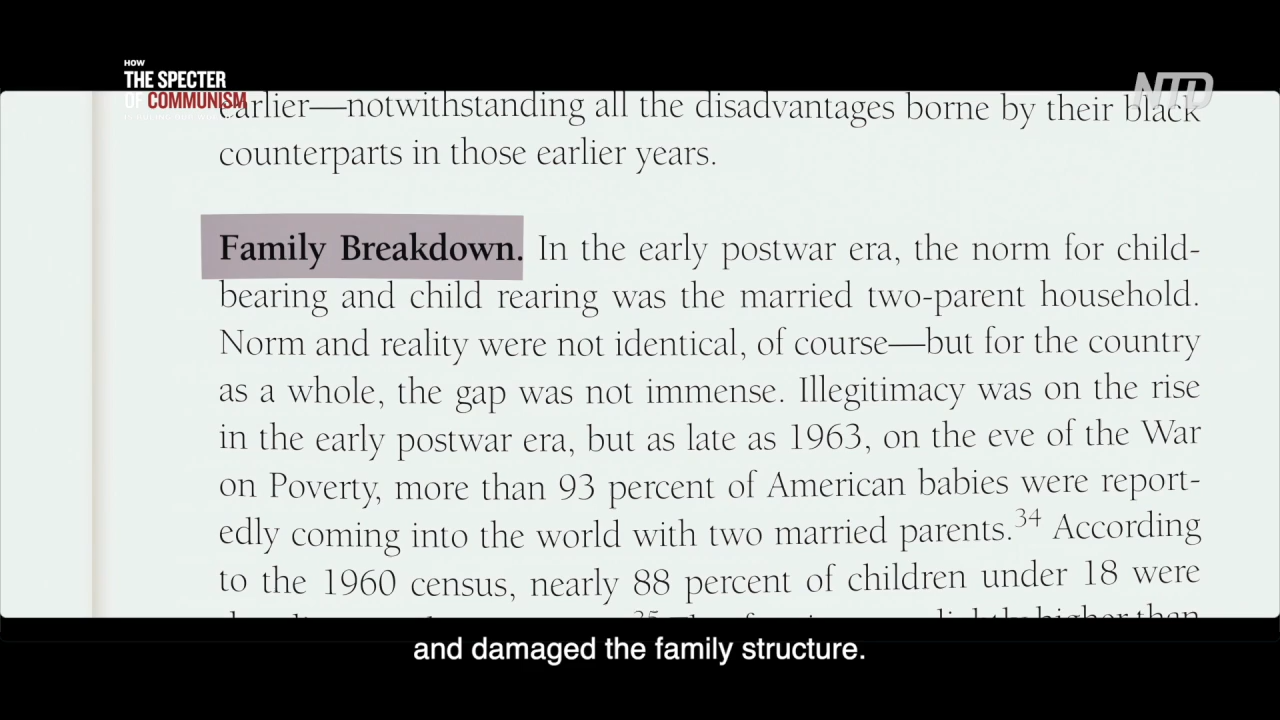 HOW
THE SPECTER
OF COMMUNISM
NTD
earlier—notwithstanding all the disadvantages borne by their black
counterparts in those earlier years.
Family Breakdown. In the early postwar era, the norm for child-
bearing and child rearing was the married two-parent household.
Norm and reality were not identical, of course—but for the country
as a whole, the gap was not immense. Illegitimacy was on the rise
in the early postwar era, but as late as 1963, on the eve of the War
on Poverty, more than 93 percent of American babies were report-
edly coming into the world with two married parents.34 According
to the 1960 census, nearly 88 percent of children under 18 were
and damaged the family structure.